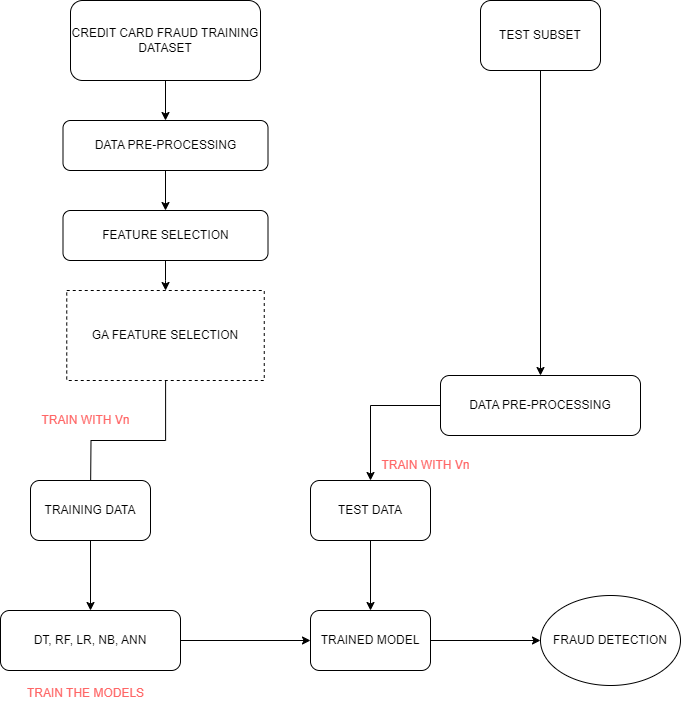 CREDIT CARD FRAUD TRAINING
DATASET
TEST SUBSET
DATA PRE-PROCESSING
FEATURE SELECTION
GA FEATURE SELECTION
DATA PRE-PROCESSING
TRAIN WITH Vn
TRAIN WITH Vn
TRAINING DATA
TEST DATA
DT, RF, LR, NB, ANN
TRAINED MODEL
FRAUD DETECTION
TRAIN THE MODELS